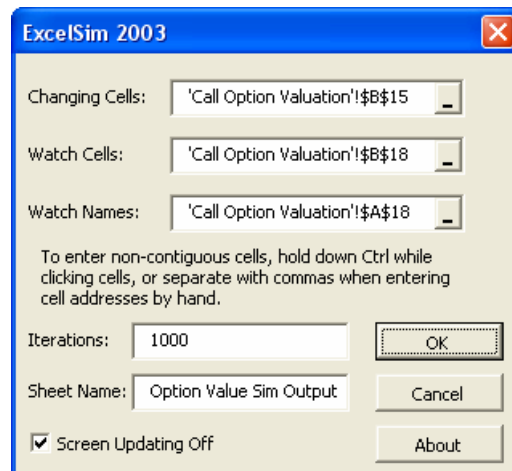 ExcelSim 2003
Changing Cells: 'Call Option Valuation'!$B$15
Watch Cells: 'Call Option Valuation'!$B$18
Watch Names: 'Call Option Valuation'!$A$18
To enter non-contiguous cells, hold down Ctrl while
clicking cells, or separate with commas when entering
cell addresses by hand.
Iterations: 1000 OK
Sheet Name: Option Value Sim Output Cancel
Screen Updating Off About